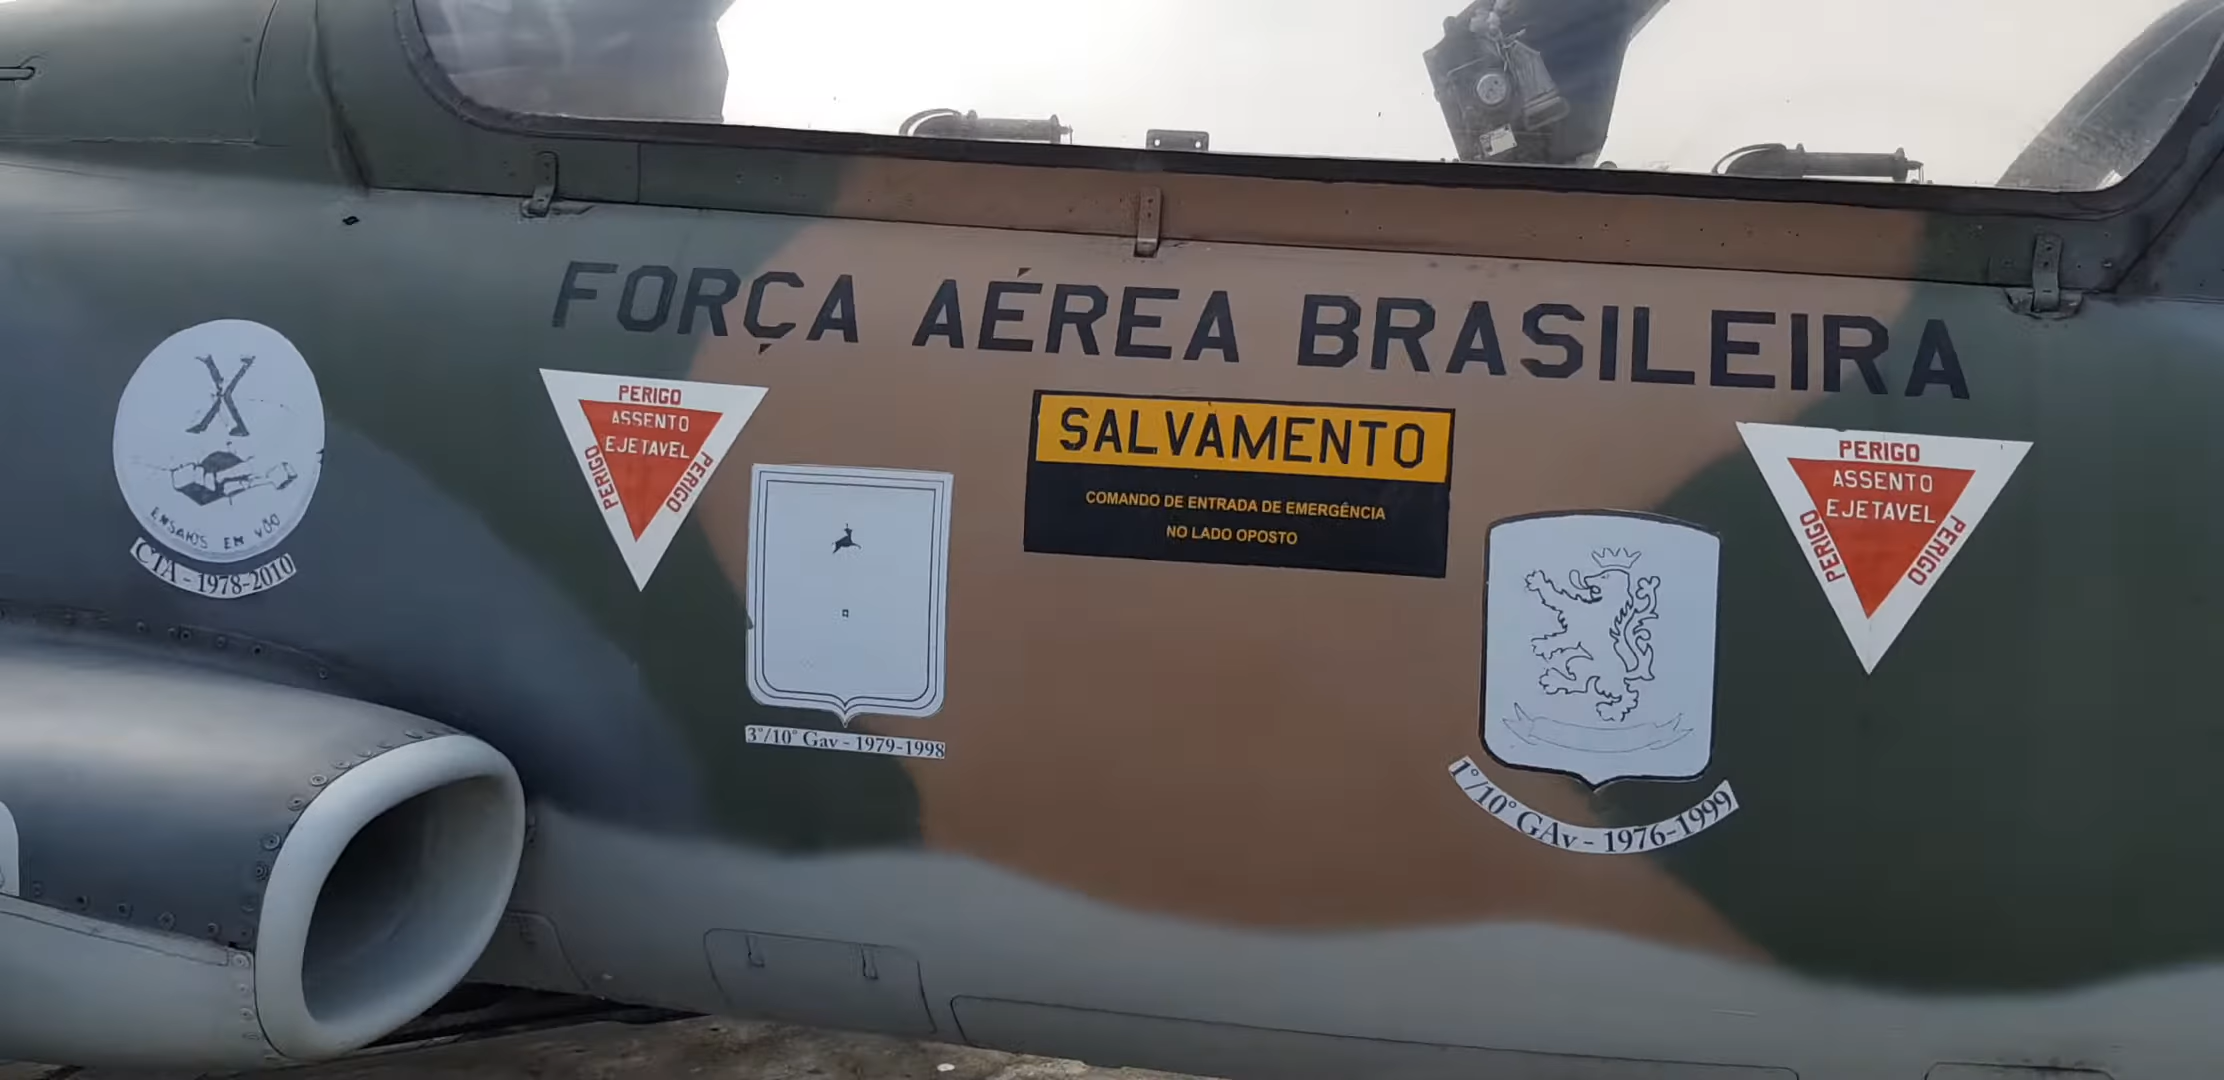 FORÇA AÉREA BRASILEIRA
X
ENSAIOS EM VÔO
CTA - 1978-2010
PERIGO
ASSENTO
EJETAVEL
PERIGO
PERIGO
3°/10° Gav - 1979-1998
SALVAMENTO
COMANDO DE ENTRADA DE EMERGÊNCIA
NO LADO OPOSTO
1°/10° GAv - 1976-1999
PERIGO
ASSENTO
EJETAVEL
PERIGO
PERIGO